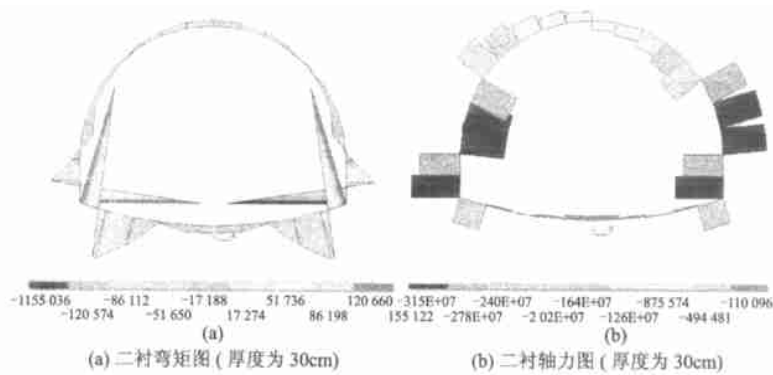 -1155 036 -86 112 -17 188 51 736 120 660
-120 574 -51 650 17 274 86 198
(a)
(a) 二衬弯矩图 ( 厚度为 30cm)
-315E+07 -240E+07 -164E+07 -875 574 -110 096
155 122 -278E+07 -2 02E+07 -126E+07 -494 481
(b)
(b) 二衬轴力图 ( 厚度为 30cm)